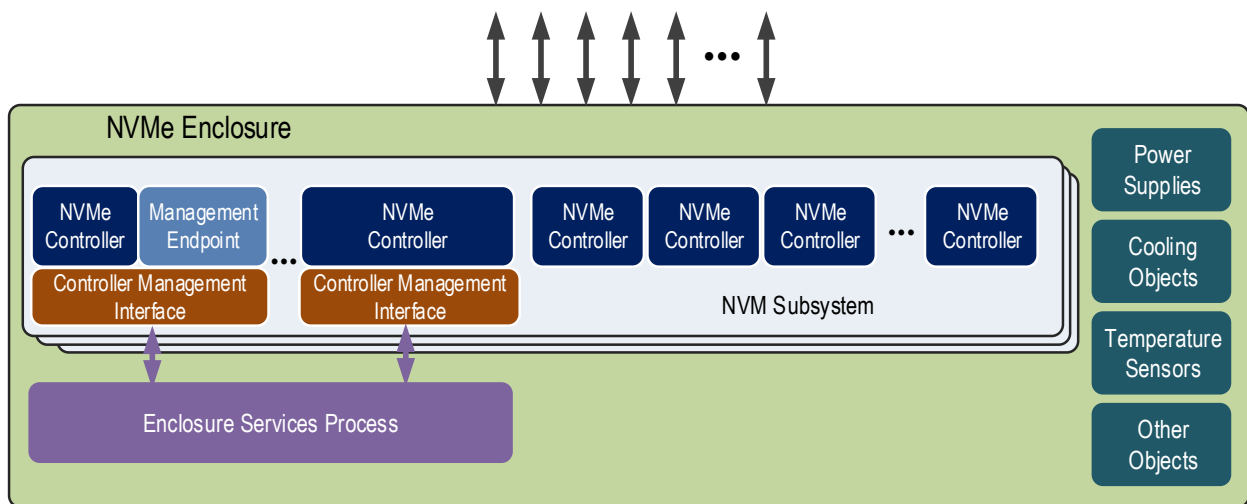 •••
NVMe Enclosure
NVMe
Controller
Management
Endpoint
•••
NVMe
Controller
NVMe
Controller
NVMe
Controller
NVMe
Controller
•••
NVMe
Controller
Controller Management
Interface
Controller Management
Interface
NVM Subsystem
Enclosure Services Process
Power
Supplies
Cooling
Objects
Temperature
Sensors
Other
Objects